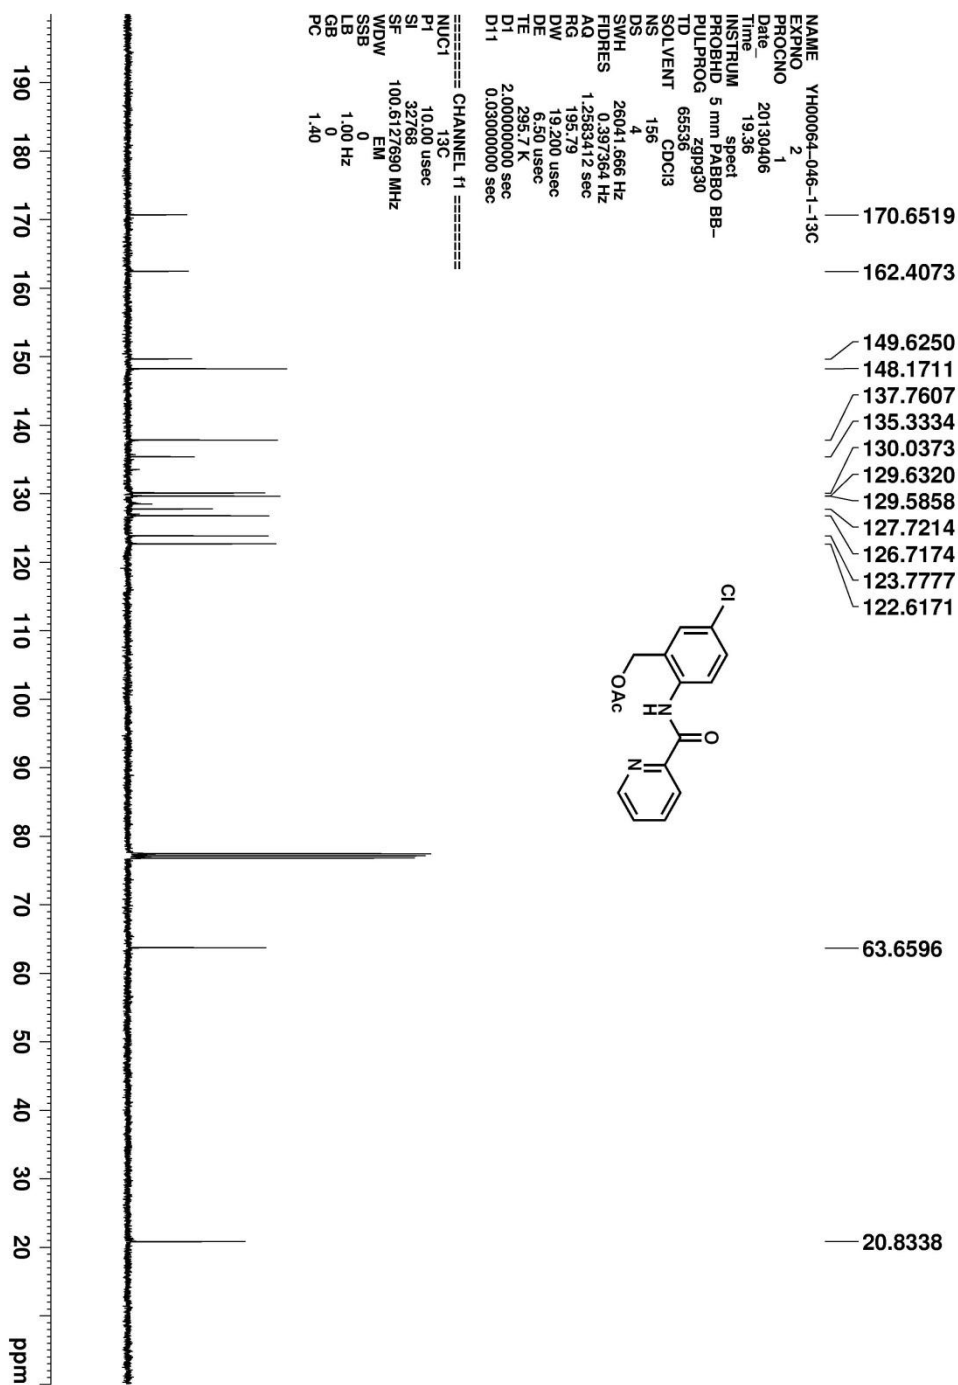 NAME YH00064-046-1-13C
EXPNO 2
PROCNO 1
Date_ 20130406
Time 19.36
INSTRUM spect
PROBHD 5 mm PABBO BB-
PULPROG zgpg30
TD 65536
SOLVENT CDCl3
NS 156
DS 4
SWH 26041.666 Hz
FIDRES 0.397364 Hz
AQ 1.2583412 sec
RG 195.79
DW 19.200 usec
DE 6.50 usec
TE 295.7 K
D1 2.00000000 sec
D11 0.03000000 sec
======== CHANNEL f1 ========
NUC1 13C
P1 10.00 usec
SI 32768
SF 100.6127690 MHz
WDW EM
SSB 0
LB 1.00 Hz
GB 0
PC 1.40
170.6519
162.4073
149.6250
148.1711
137.7607
135.3334
130.0373
129.6320
129.5858
127.7214
126.7174
123.7777
122.6171
63.6596
20.8338
Cl
OAc
N
H
O
N
190 180 170 160 150 140 130 120 110 100 90 80 70 60 50 40 30 20 ppm